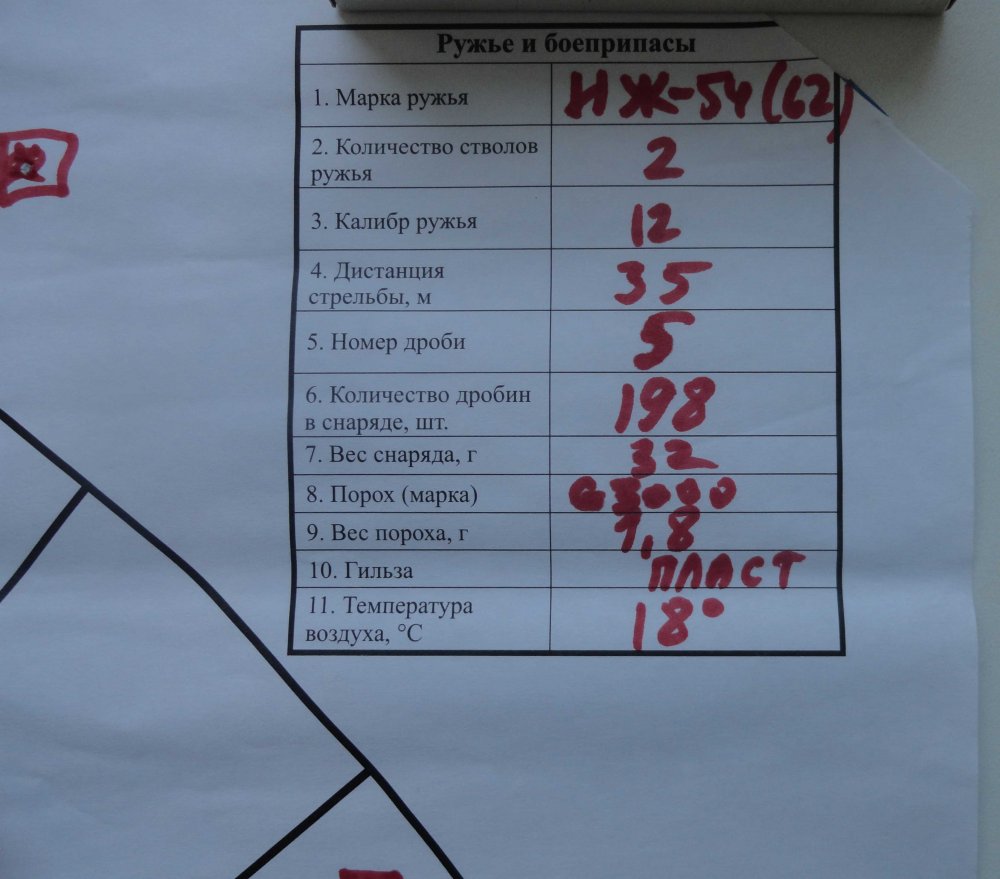 Ружье и боеприпасы
1. Марка ружья ИЖ-54(62)
2. Количество стволов
ружья 2
3. Калибр ружья 12
4. Дистанция
стрельбы, м 35
5. Номер дроби 5
6. Количество дробин
в снаряде, шт. 198
7. Вес снаряда, г 32
8. Порох (марка)
9. Вес пороха, г 1,8
10. Гильза ПЛАСТ
11. Температура
воздуха, °С 18°